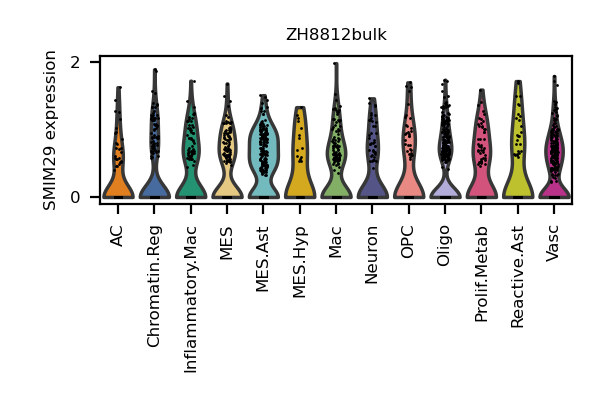 ZH8812bulk
SMIM29 expression
2
0
AC
Chromatin.Reg
Inflammatory.Mac
MES
MES.Ast
MES.Hyp
Mac
Neuron
OPC
Oligo
Prolif.Metab
Reactive.Ast
Vasc